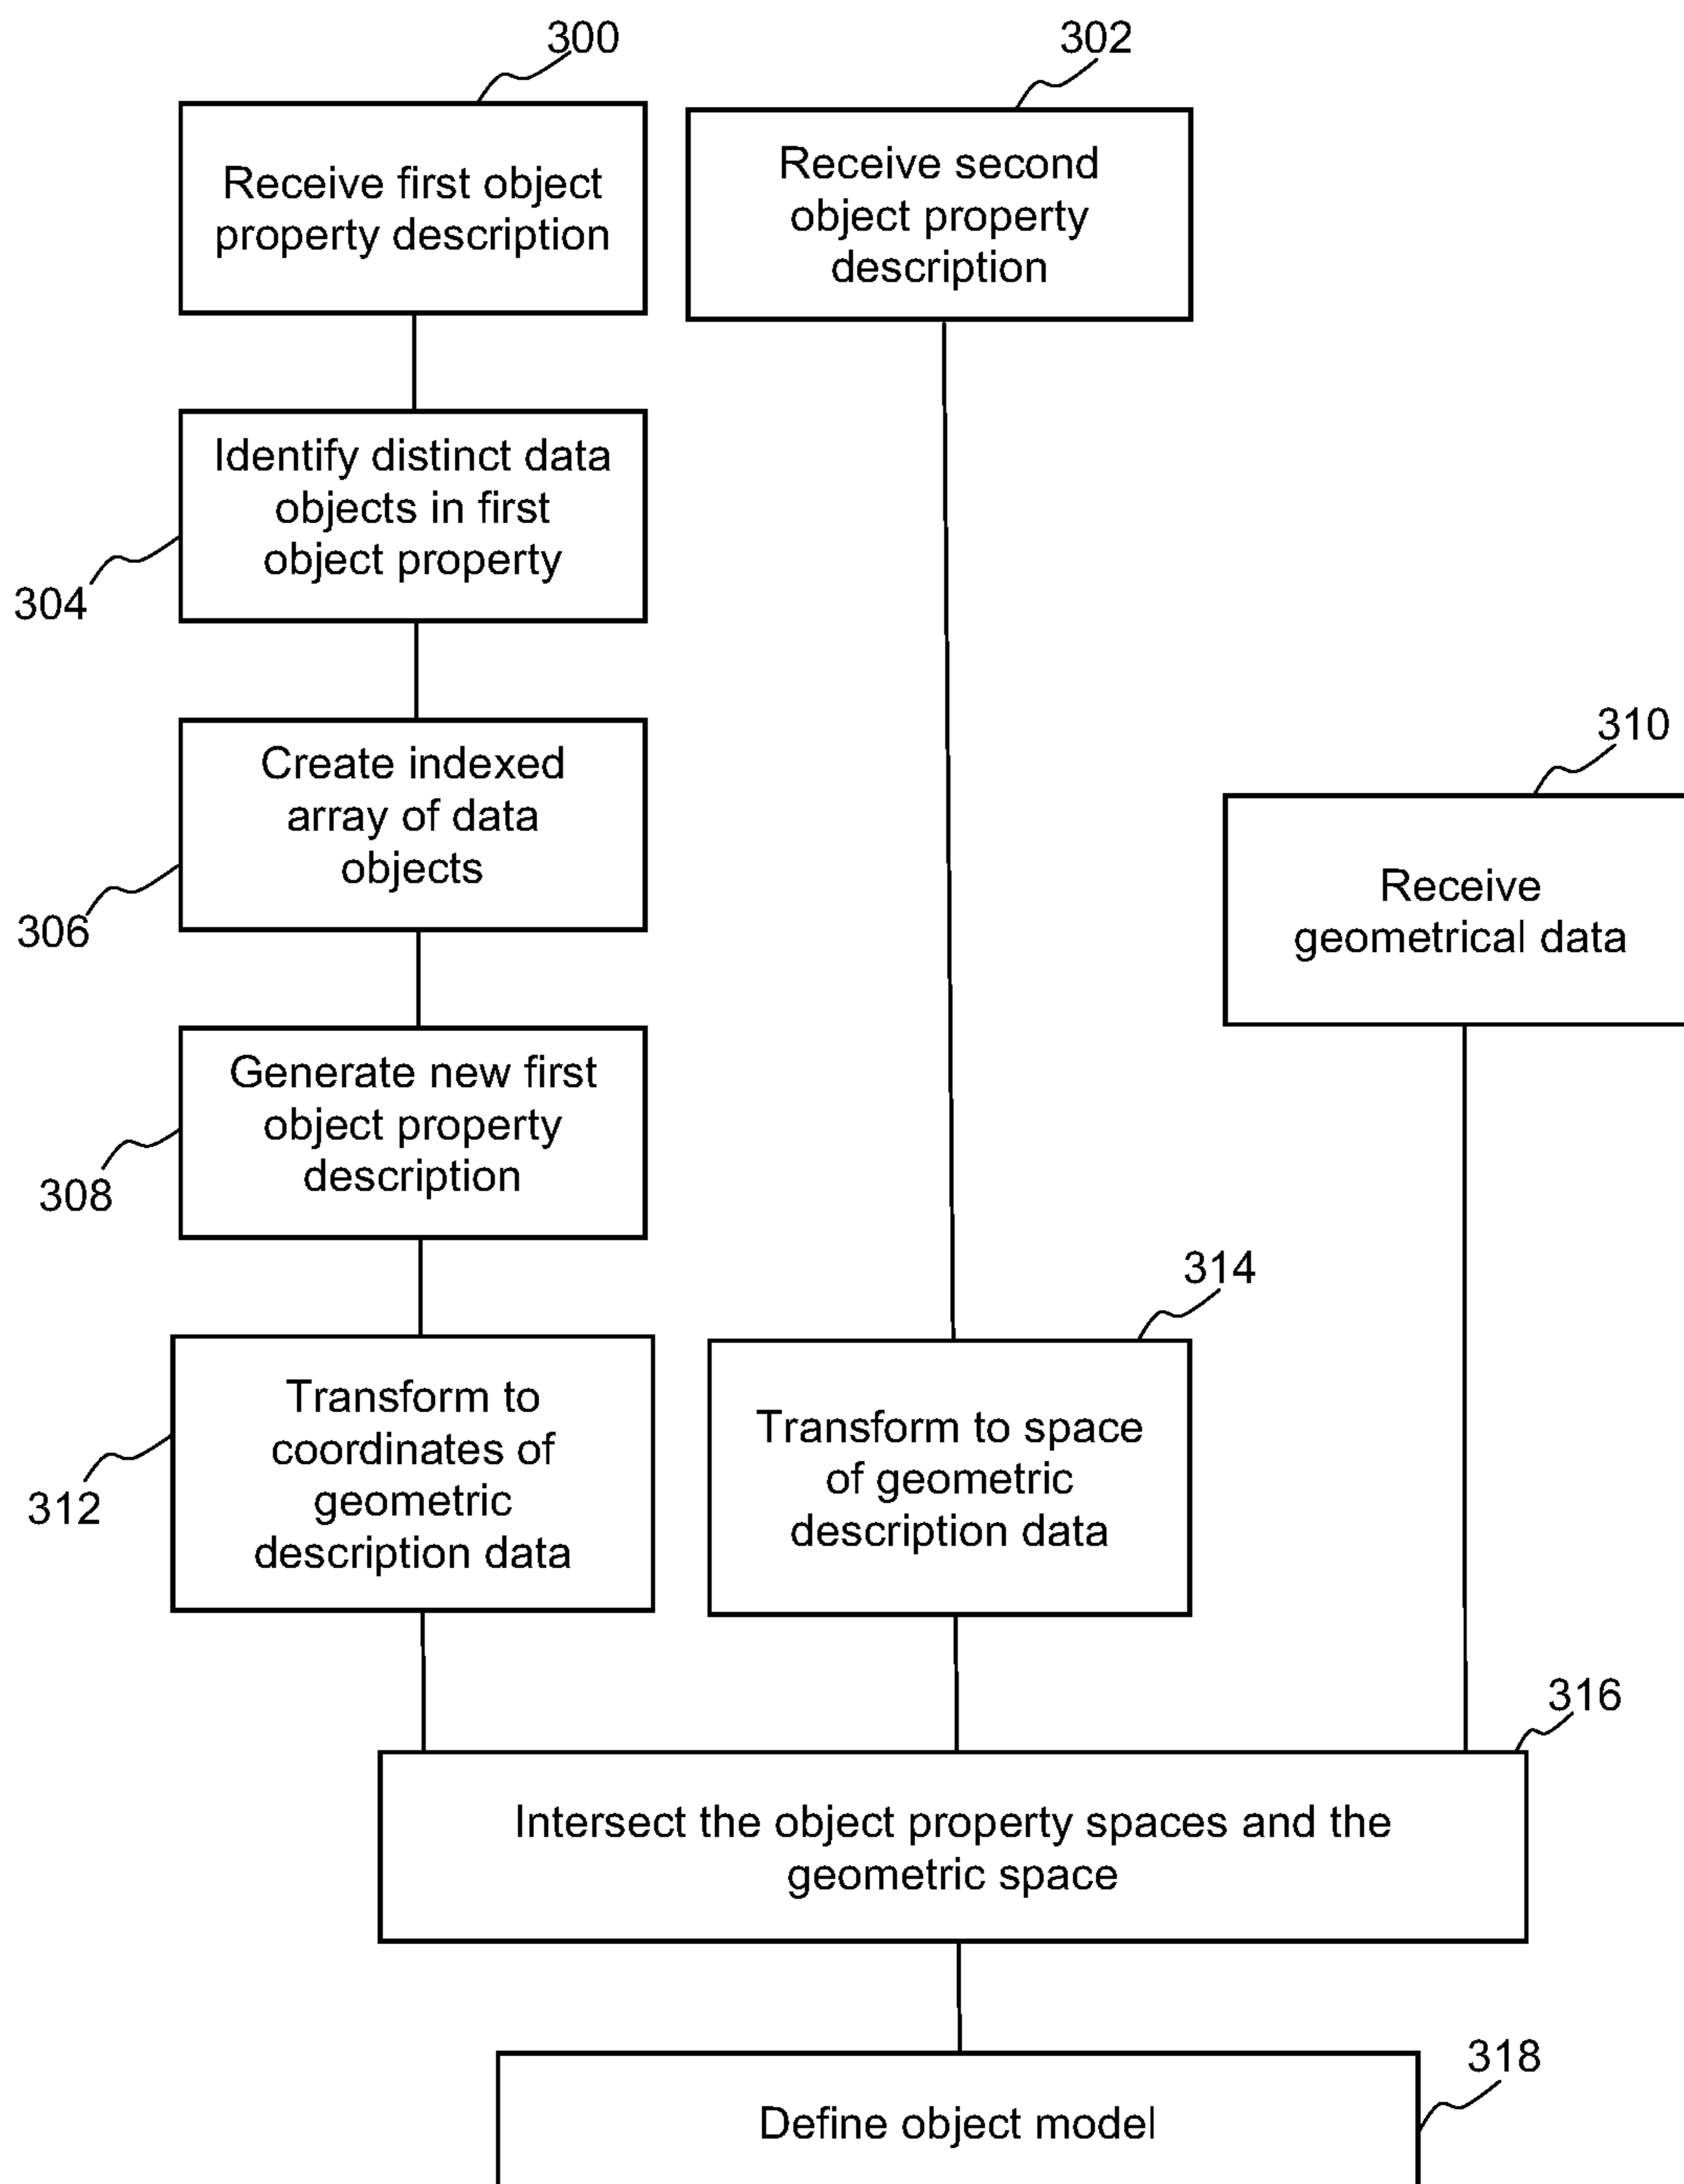 300
302
Receive first object
property description
Receive second
object property
description
Identify distinct data
objects in first
object property
304
Create indexed
array of data
objects
306
310
Receive
geometrical data
Generate new first
object property
description
308
314
Transform to
coordinates of
geometric
description data
312
Transform to space
of geometric
description data
316
Intersect the object property spaces and the
geometric space
318
Define object model